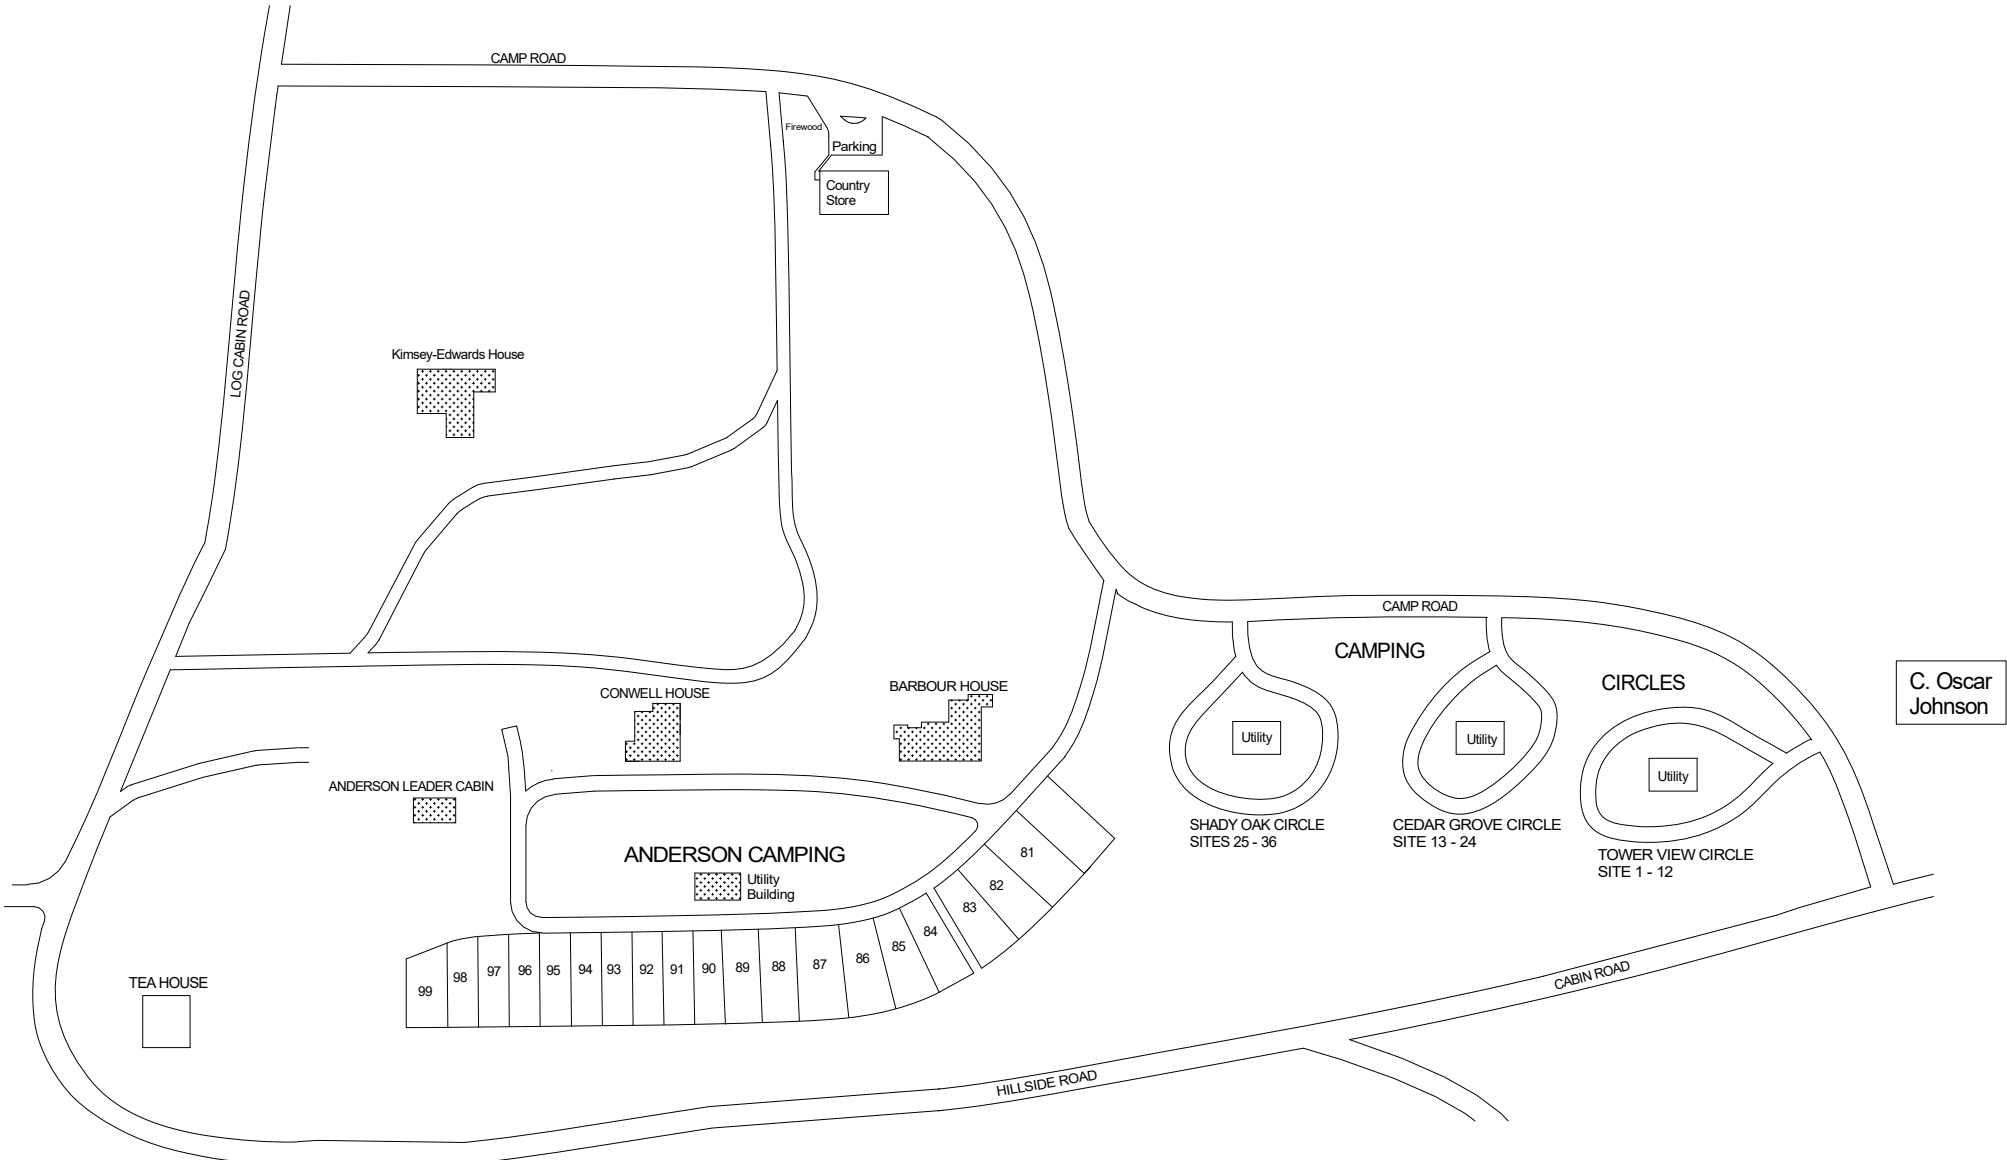 CAMP ROAD
Firewood
Parking
Country
Store
LOG CABIN ROAD
Kimsey-Edwards House
CAMP ROAD
CAMPING
CIRCLES
C. Oscar
Johnson
CONWELL HOUSE
BARBOUR HOUSE
Utility
Utility
Utility
ANDERSON LEADER CABIN
SHADY OAK CIRCLE
SITES 25 - 36
CEDAR GROVE CIRCLE
SITE 13 - 24
TOWER VIEW CIRCLE
SITE 1 - 12
ANDERSON CAMPING
Utility
Building
81
82
83
84
85
86
87
88
89
90
91
92
93
94
95
96
97
98
99
TEA HOUSE
CABIN ROAD
HILLSIDE ROAD